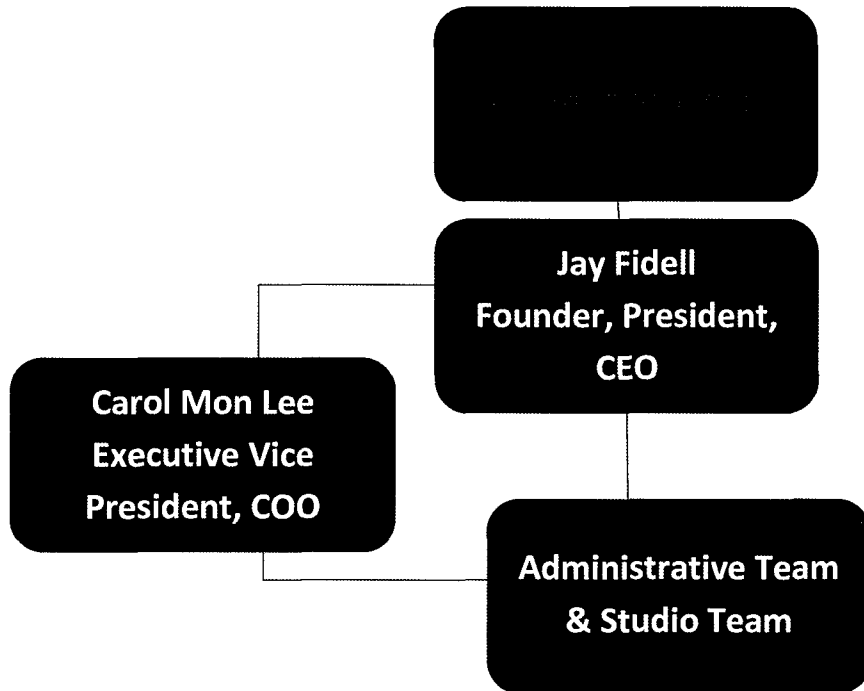 Jay Fidell
Founder, President,
CEO
Carol Mon Lee
Executive Vice
President, COO
Administrative Team
& Studio Team